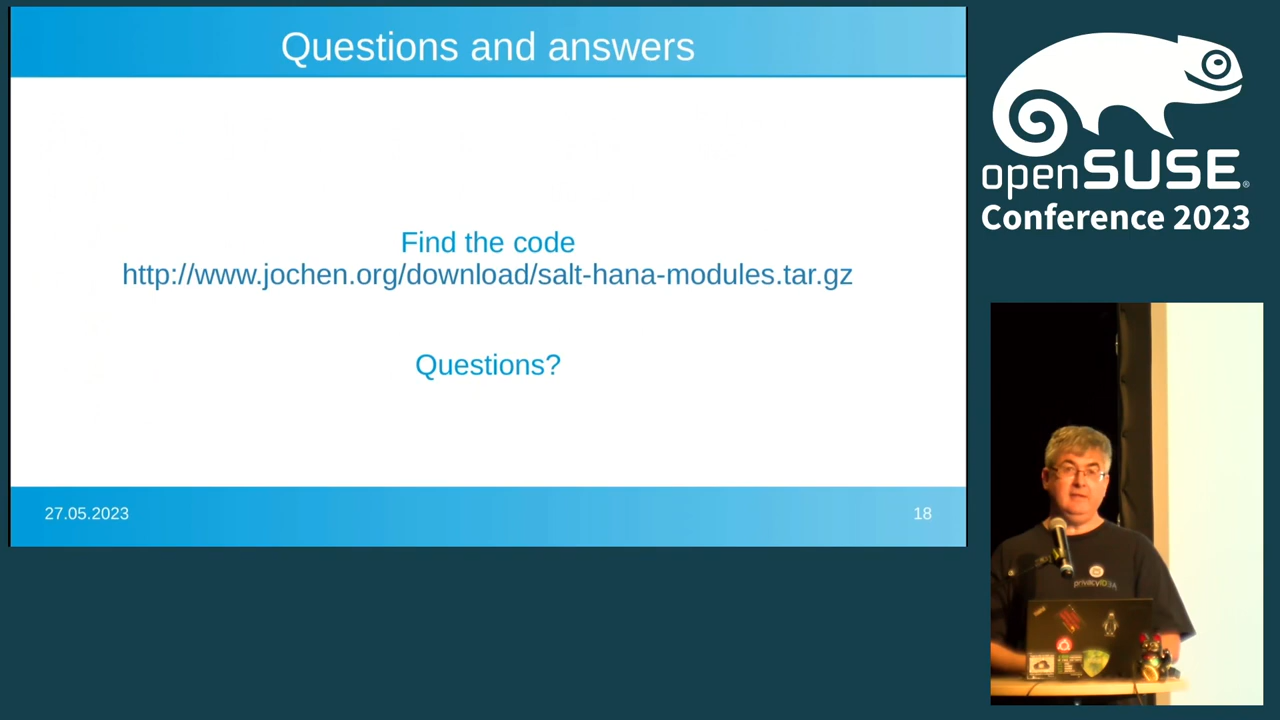 Questions and answers
Find the code
http://www.jochen.org/download/salt-hana-modules.tar.gz
Questions?
27.05.2023
18
openSUSE
Conference 2023
privacyIDEA